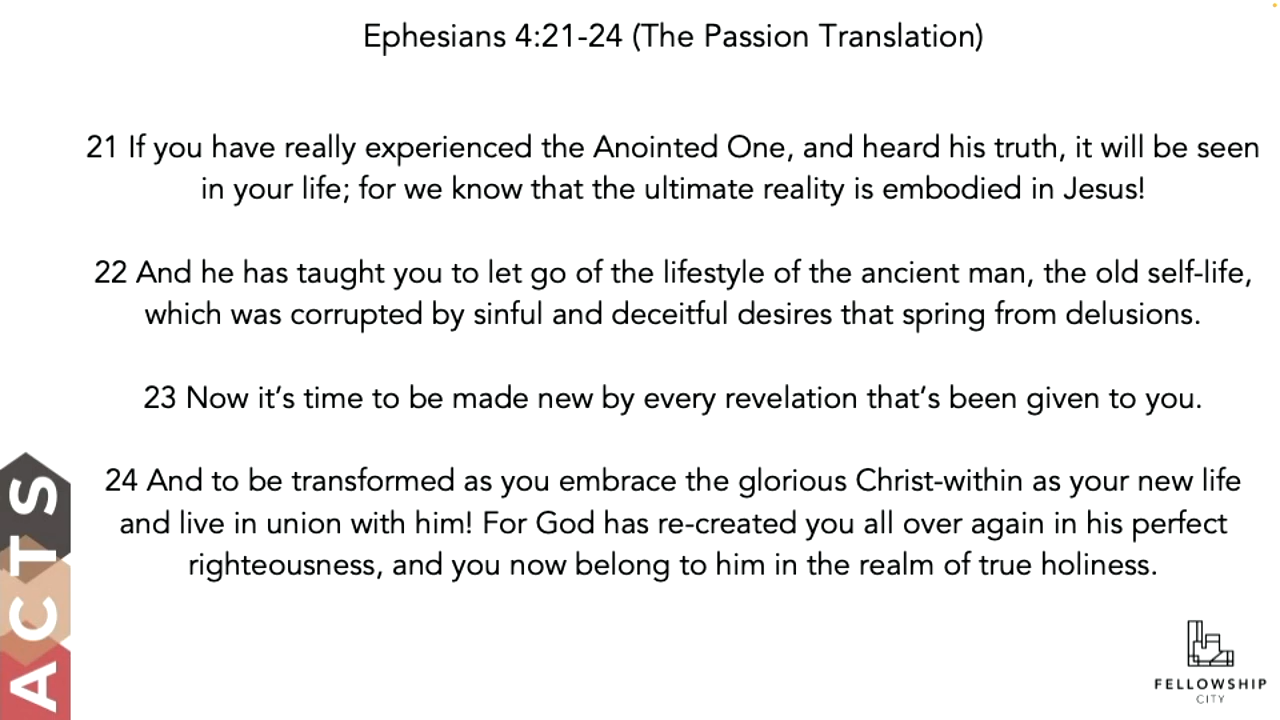 Ephesians 4:21-24 (The Passion Translation)
21 If you have really experienced the Anointed One, and heard his truth, it will be seen
in your life; for we know that the ultimate reality is embodied in Jesus!
22 And he has taught you to let go of the lifestyle of the ancient man, the old self-life,
which was corrupted by sinful and deceitful desires that spring from delusions.
23 Now it’s time to be made new by every revelation that’s been given to you.
24 And to be transformed as you embrace the glorious Christ-within as your new life
and live in union with him! For God has re-created you all over again in his perfect
righteousness, and you now belong to him in the realm of true holiness.
ACTS
FELLOWSHIP
CITY